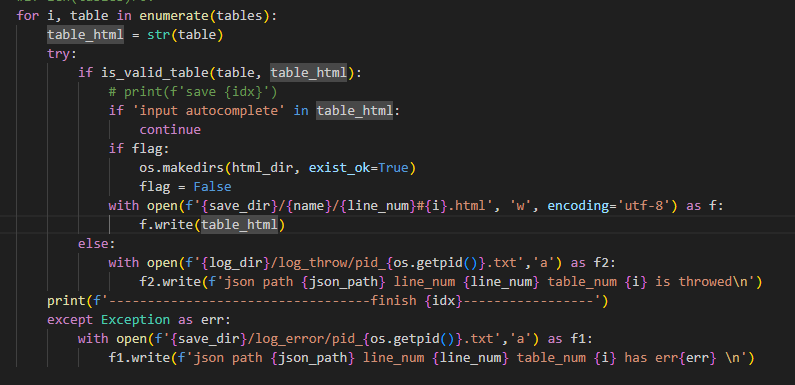 for i, table in enumerate(tables):
    table_html = str(table)
    try:
        if is_valid_table(table, table_html):
            # print(f'save {idx}')
            if 'input autocomplete' in table_html:
                continue
            if flag:
                os.makedirs(html_dir, exist_ok=True)
                flag = False
            with open(f'{save_dir}/{name}/{line_num}#{i}.html', 'w', encoding='utf-8') as f:
                f.write(table_html)
        else:
            with open(f'{log_dir}/log_throw/pid_{os.getpid()}.txt','a') as f2:
                f2.write(f'json path {json_path} line_num {line_num} table_num {i} is throwed\n')
    print(f'---------------------------------finish {idx}-----------------')
    except Exception as err:
        with open(f'{save_dir}/log_error/pid_{os.getpid()}.txt','a') as f1:
            f1.write(f'json path {json_path} line_num {line_num} table_num {i} has err{err} \n')